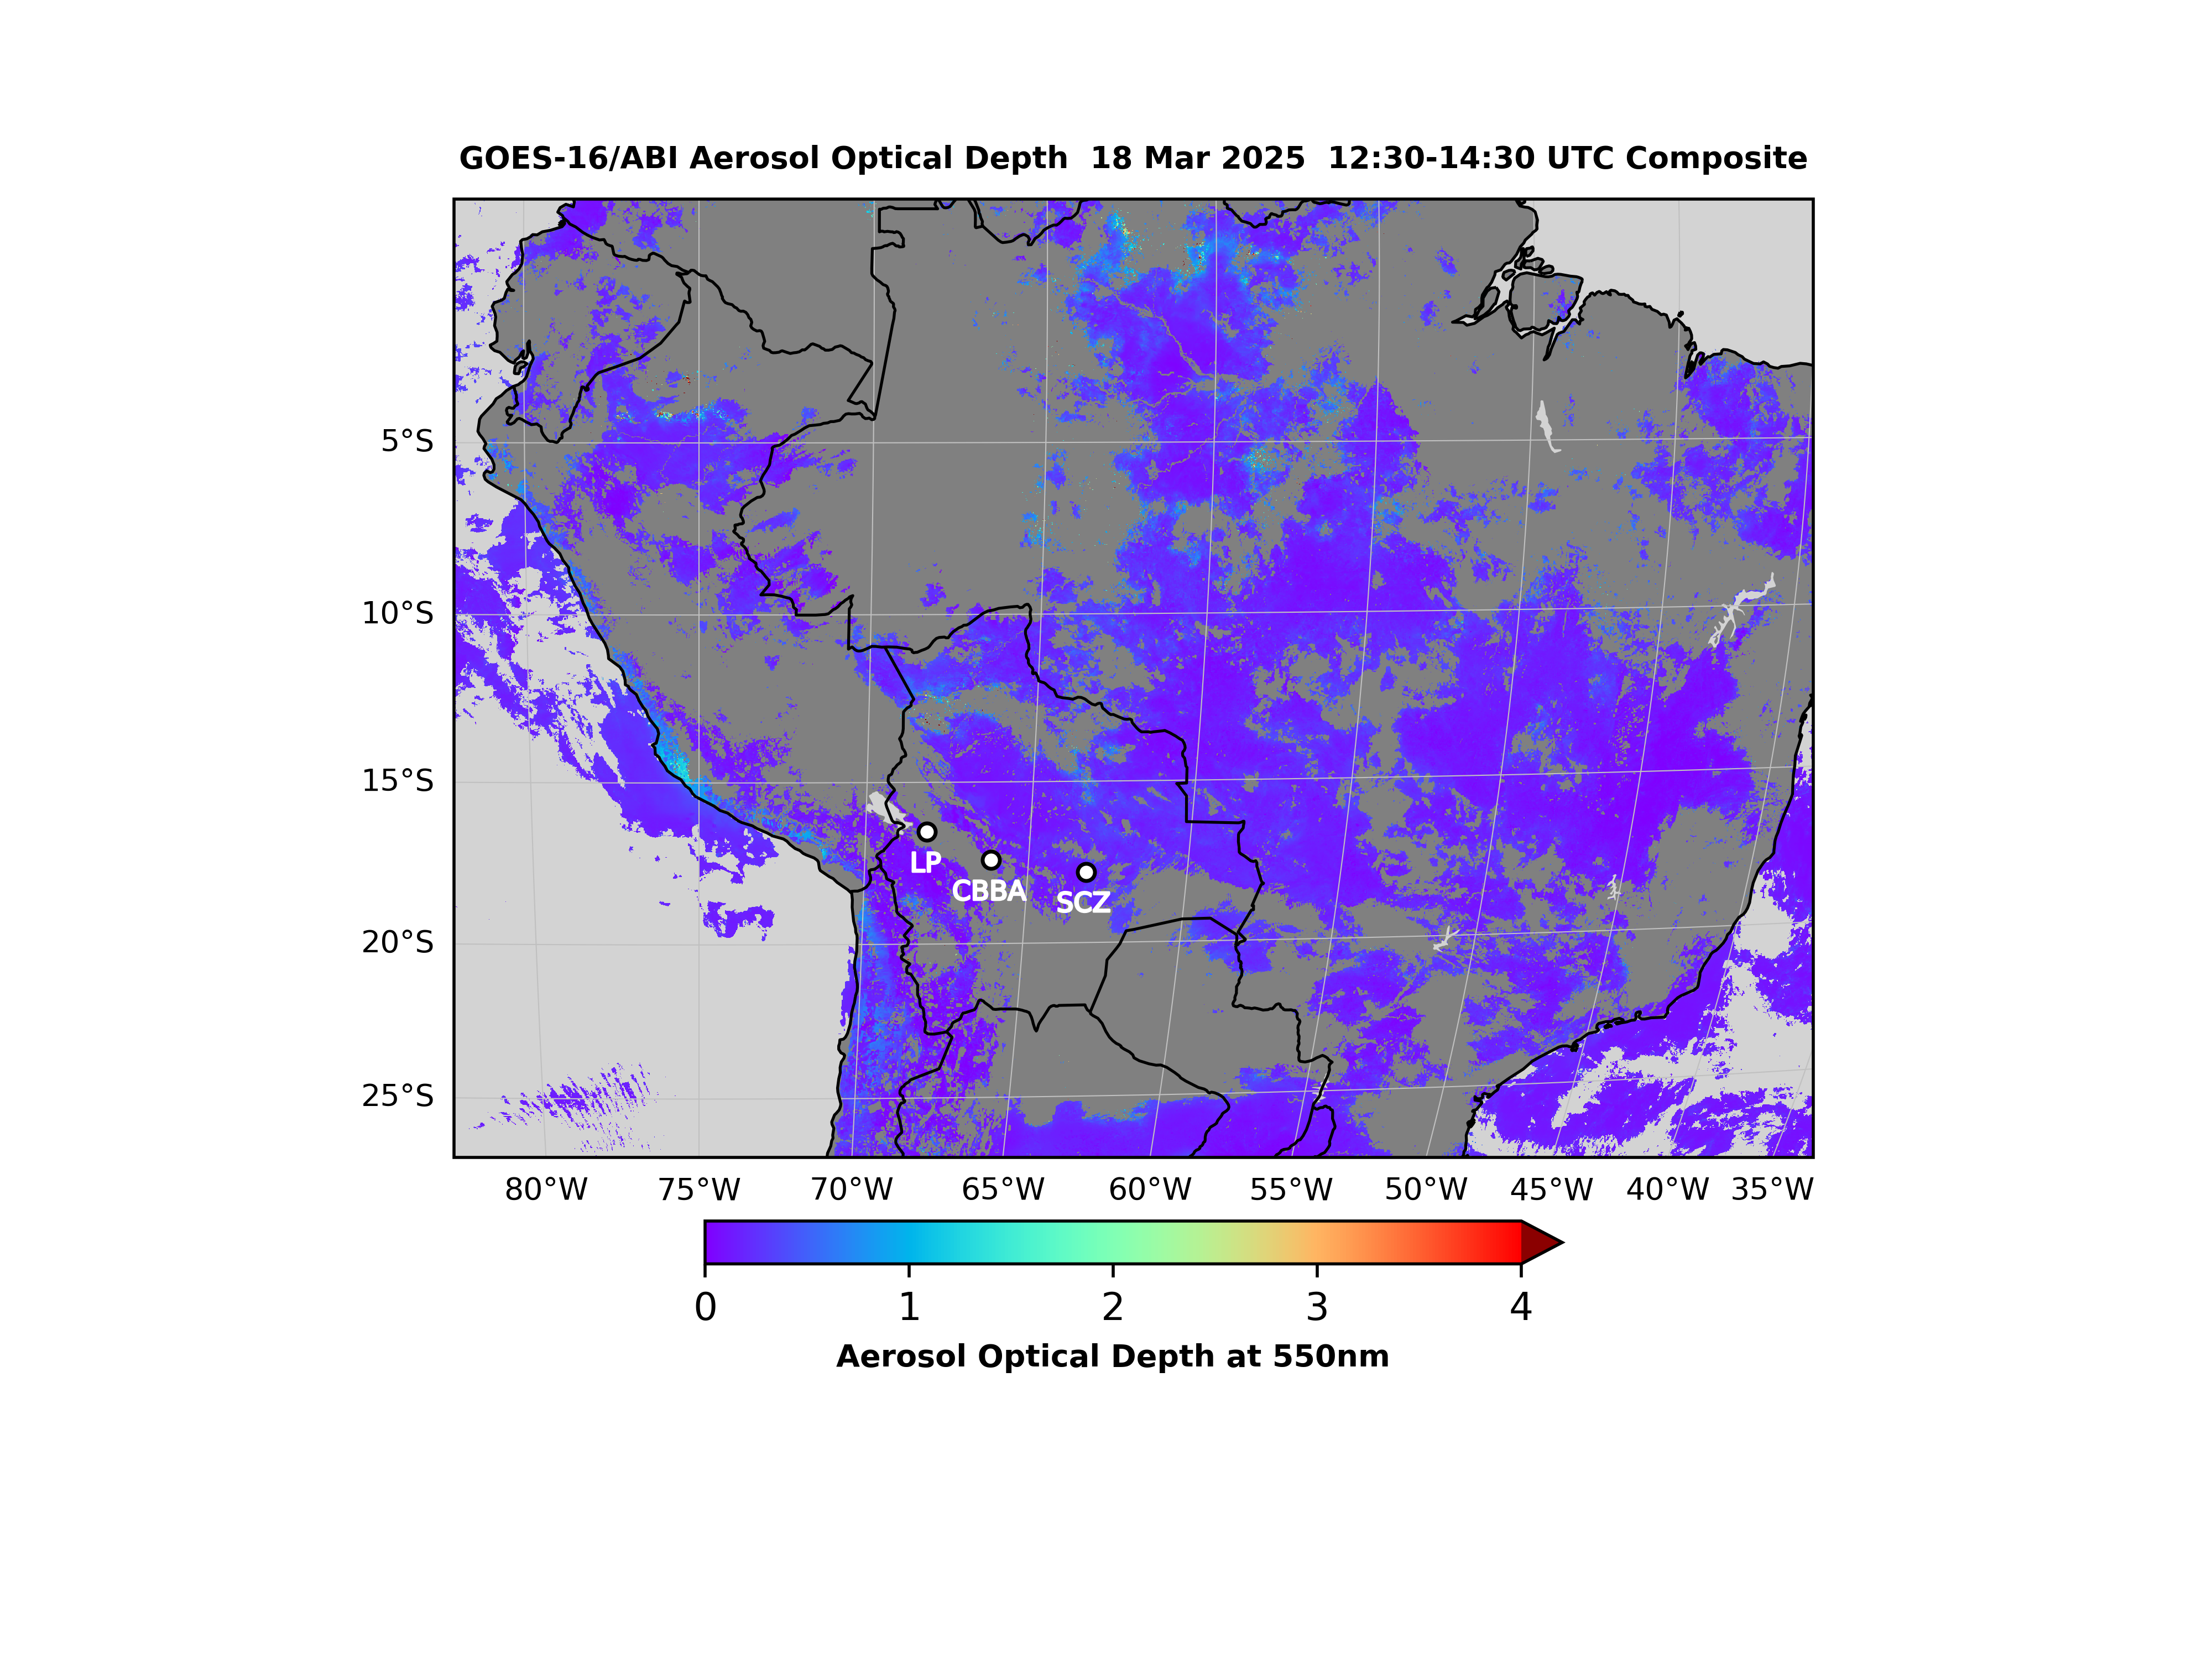 GOES-16/ABI Aerosol Optical Depth  18 Mar 2025  12:30-14:30 UTC Composite
5°S
10°S
15°S
LP
CBBA
SCZ
20°S
25°S
80°W 75°W 70°W 65°W 60°W 55°W 50°W 45°W 40°W 35°W
0 1 2 3 4
Aerosol Optical Depth at 550nm